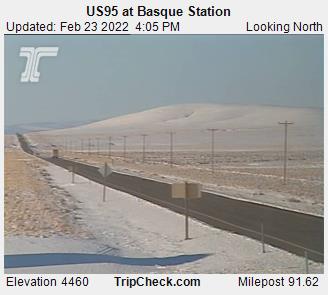 US95 at Basque Station
Updated: Feb 23 2022 4:05 PM Looking North
Elevation 4460 TripCheck.com Milepost 91.62